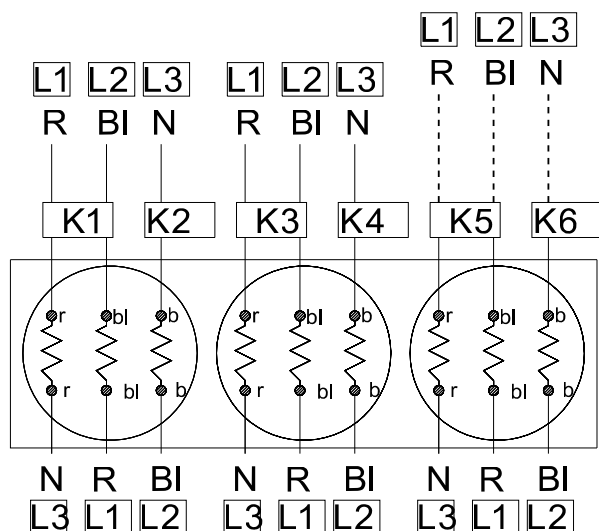 L1 L2 L3
R Bl N
L1 L2 L3 L1 L2 L3
R Bl N R Bl N
K1 K2 K3 K4 K5 K6
r bl b r bl b r bl b
r bl b r bl b r bl b
N R Bl N R Bl N R Bl
L3 L1 L2 L3 L1 L2 L3 L1 L2